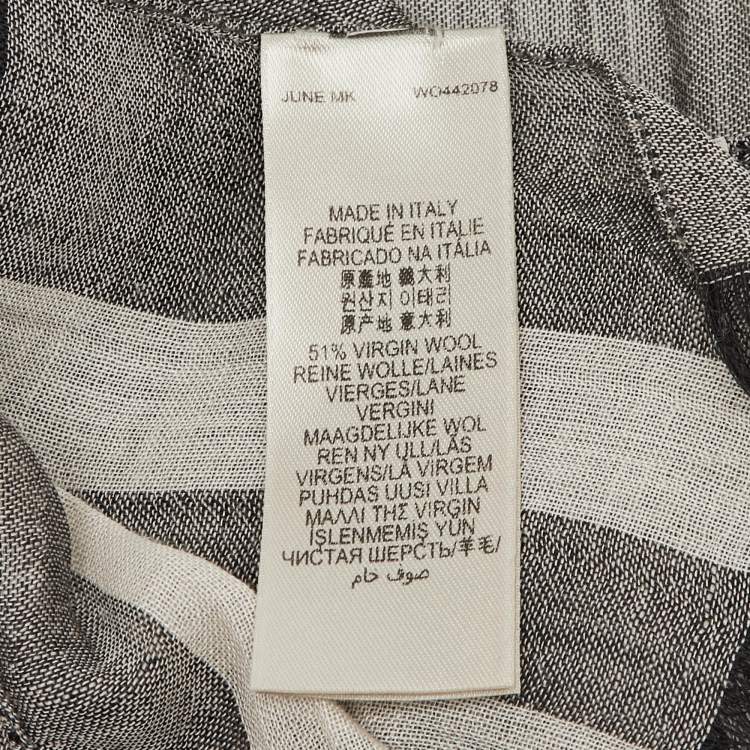 JUNE MK WO442078
MADE IN ITALY
FABRIQUÉ EN ITALIE
FABRICADO NA ITÁLIA
原產地 義大利
원산지 이태리
原产地 意大利
51% VIRGIN WOOL
REINE WOLLE/LAINES
VIERGES/LANE
VERGINI
MAAGDELIJKE WOL
REN NY ULL/LÃS
VIRGENS/LÃ VIRGEM
PUHDAS UUSI VILLA
ΜΑΛΛΙ ΤΗΣ VIRGIN
İŞLENMEMİŞ YÜN
ЧИСТАЯ ШЕРСТЬ/羊毛/
صوف خام